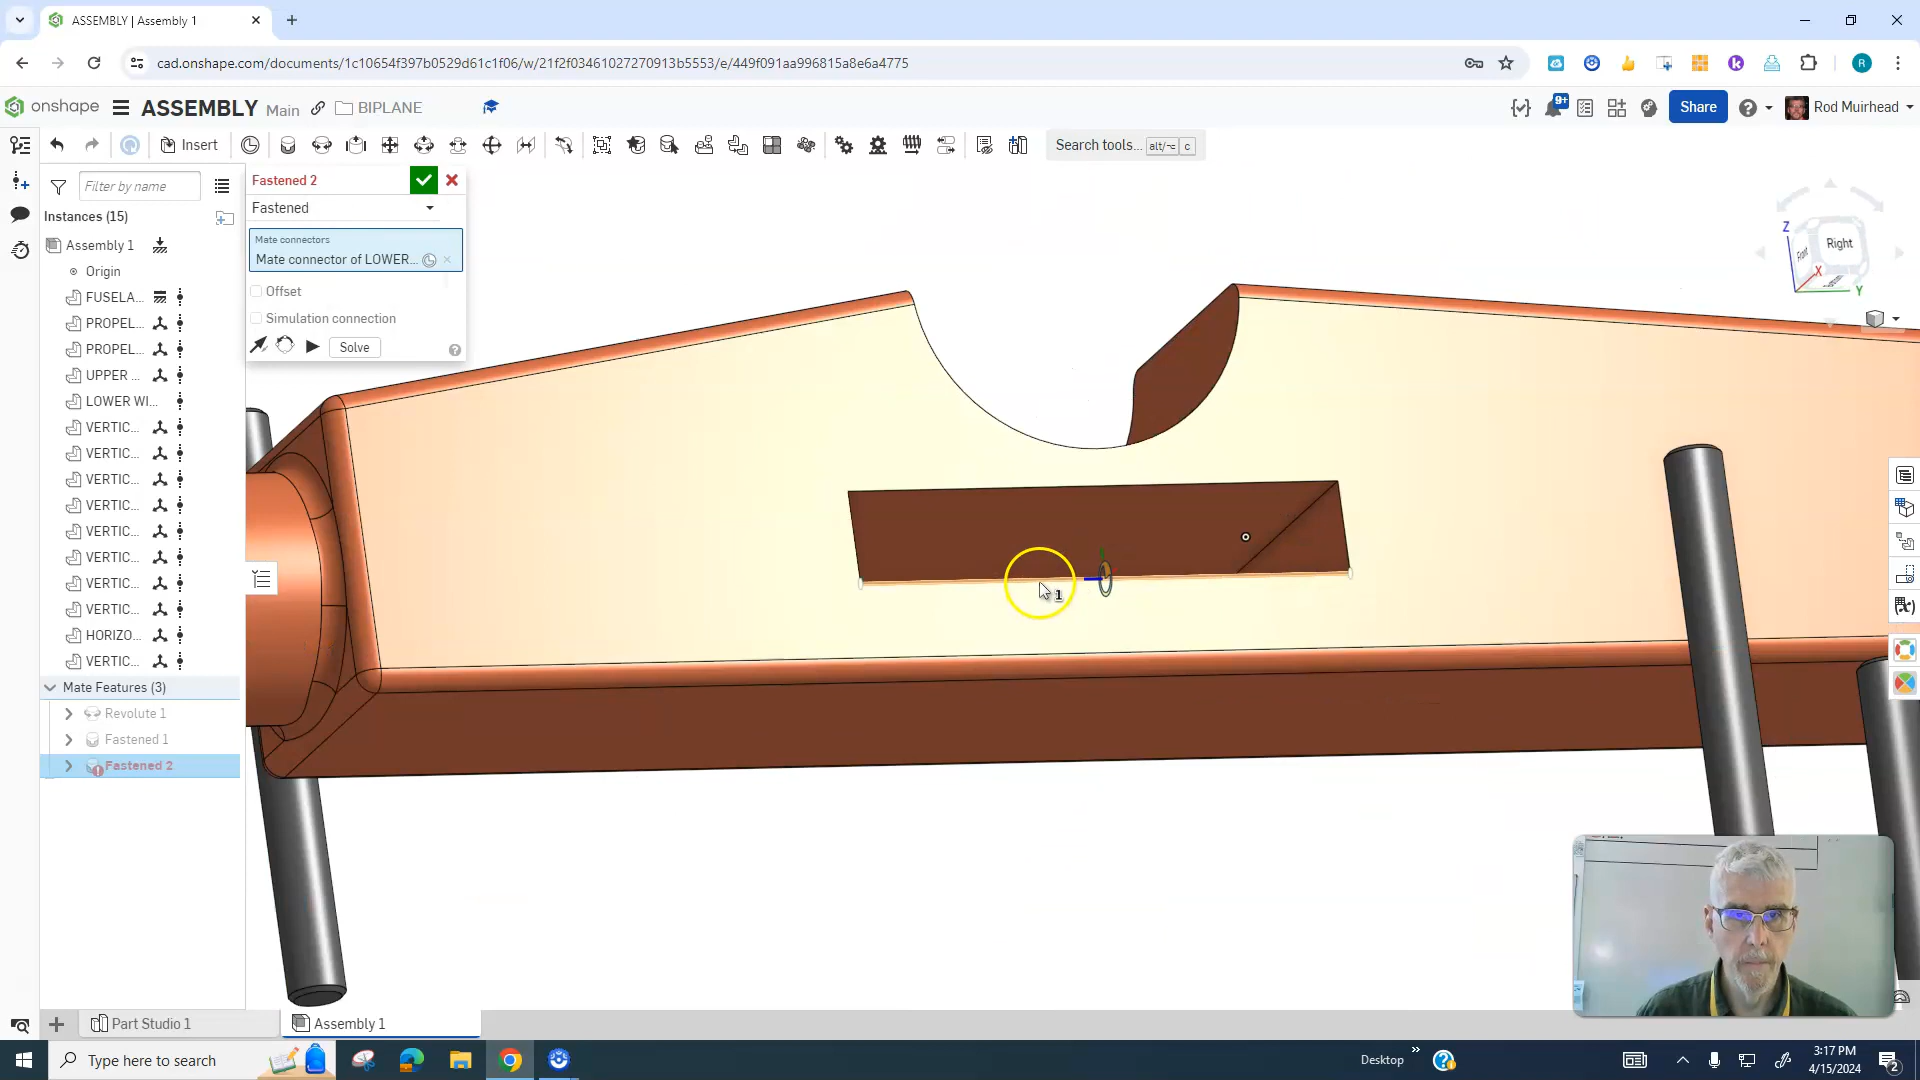 ASSEMBLY | Assembly 1
cad.onshape.com/documents/1c10654f397b0529d61c1f06/w/21f2f03461027270913b5553/e/449f091aa996815a8e6a4775
R
onshape
ASSEMBLY
Main
BIPLANE
9+
Share
Rod Muirhead
Insert
Search tools...
alt/⌥
c
Filter by name
Instances (15)
Assembly 1
Origin
FUSELA...
PROPEL...
PROPEL...
UPPER ...
LOWER WI...
VERTIC...
VERTIC...
VERTIC...
VERTIC...
VERTIC...
VERTIC...
VERTIC...
VERTIC...
HORIZO...
VERTIC...
Mate Features (3)
Revolute 1
Fastened 1
Fastened 2
Fastened 2
Fastened
Mate connectors
Mate connector of LOWER...
Offset
Simulation connection
Solve
Z
Front
Right
X
Y
1
Part Studio 1
Assembly 1
Type here to search
Desktop
3:17 PM
4/15/2024
2